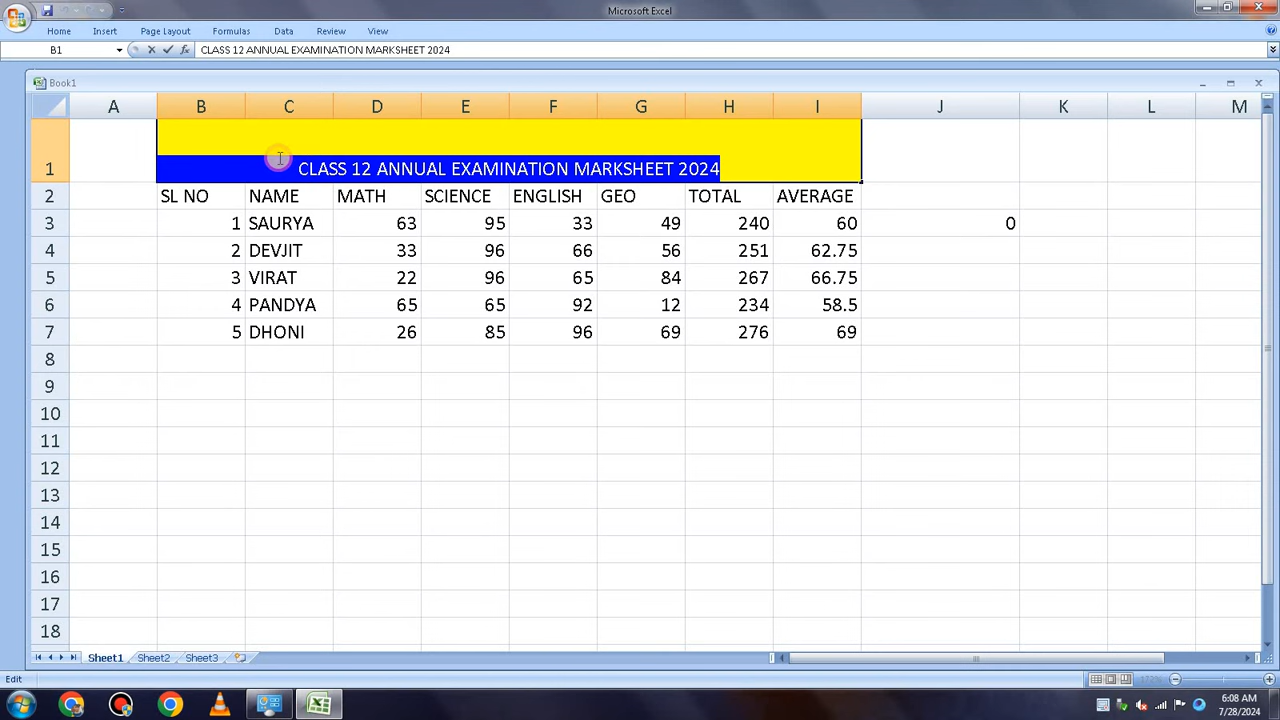 Microsoft Excel
Home Insert Page Layout Formulas Data Review View
B1 fx CLASS 12 ANNUAL EXAMINATION MARKSHEET 2024
Book1
A B C D E F G H I J K L M
1 CLASS 12 ANNUAL EXAMINATION MARKSHEET 2024
2 SL NO NAME MATH SCIENCE ENGLISH GEO TOTAL AVERAGE
3 1 SAURYA 63 95 33 49 240 60 0
4 2 DEVJIT 33 96 66 56 251 62.75
5 3 VIRAT 22 96 65 84 267 66.75
6 4 PANDYA 65 65 92 12 234 58.5
7 5 DHONI 26 85 96 69 276 69
8
9
10
11
12
13
14
15
16
17
18
Sheet1 Sheet2 Sheet3
Edit
6:08 AM
7/28/2024